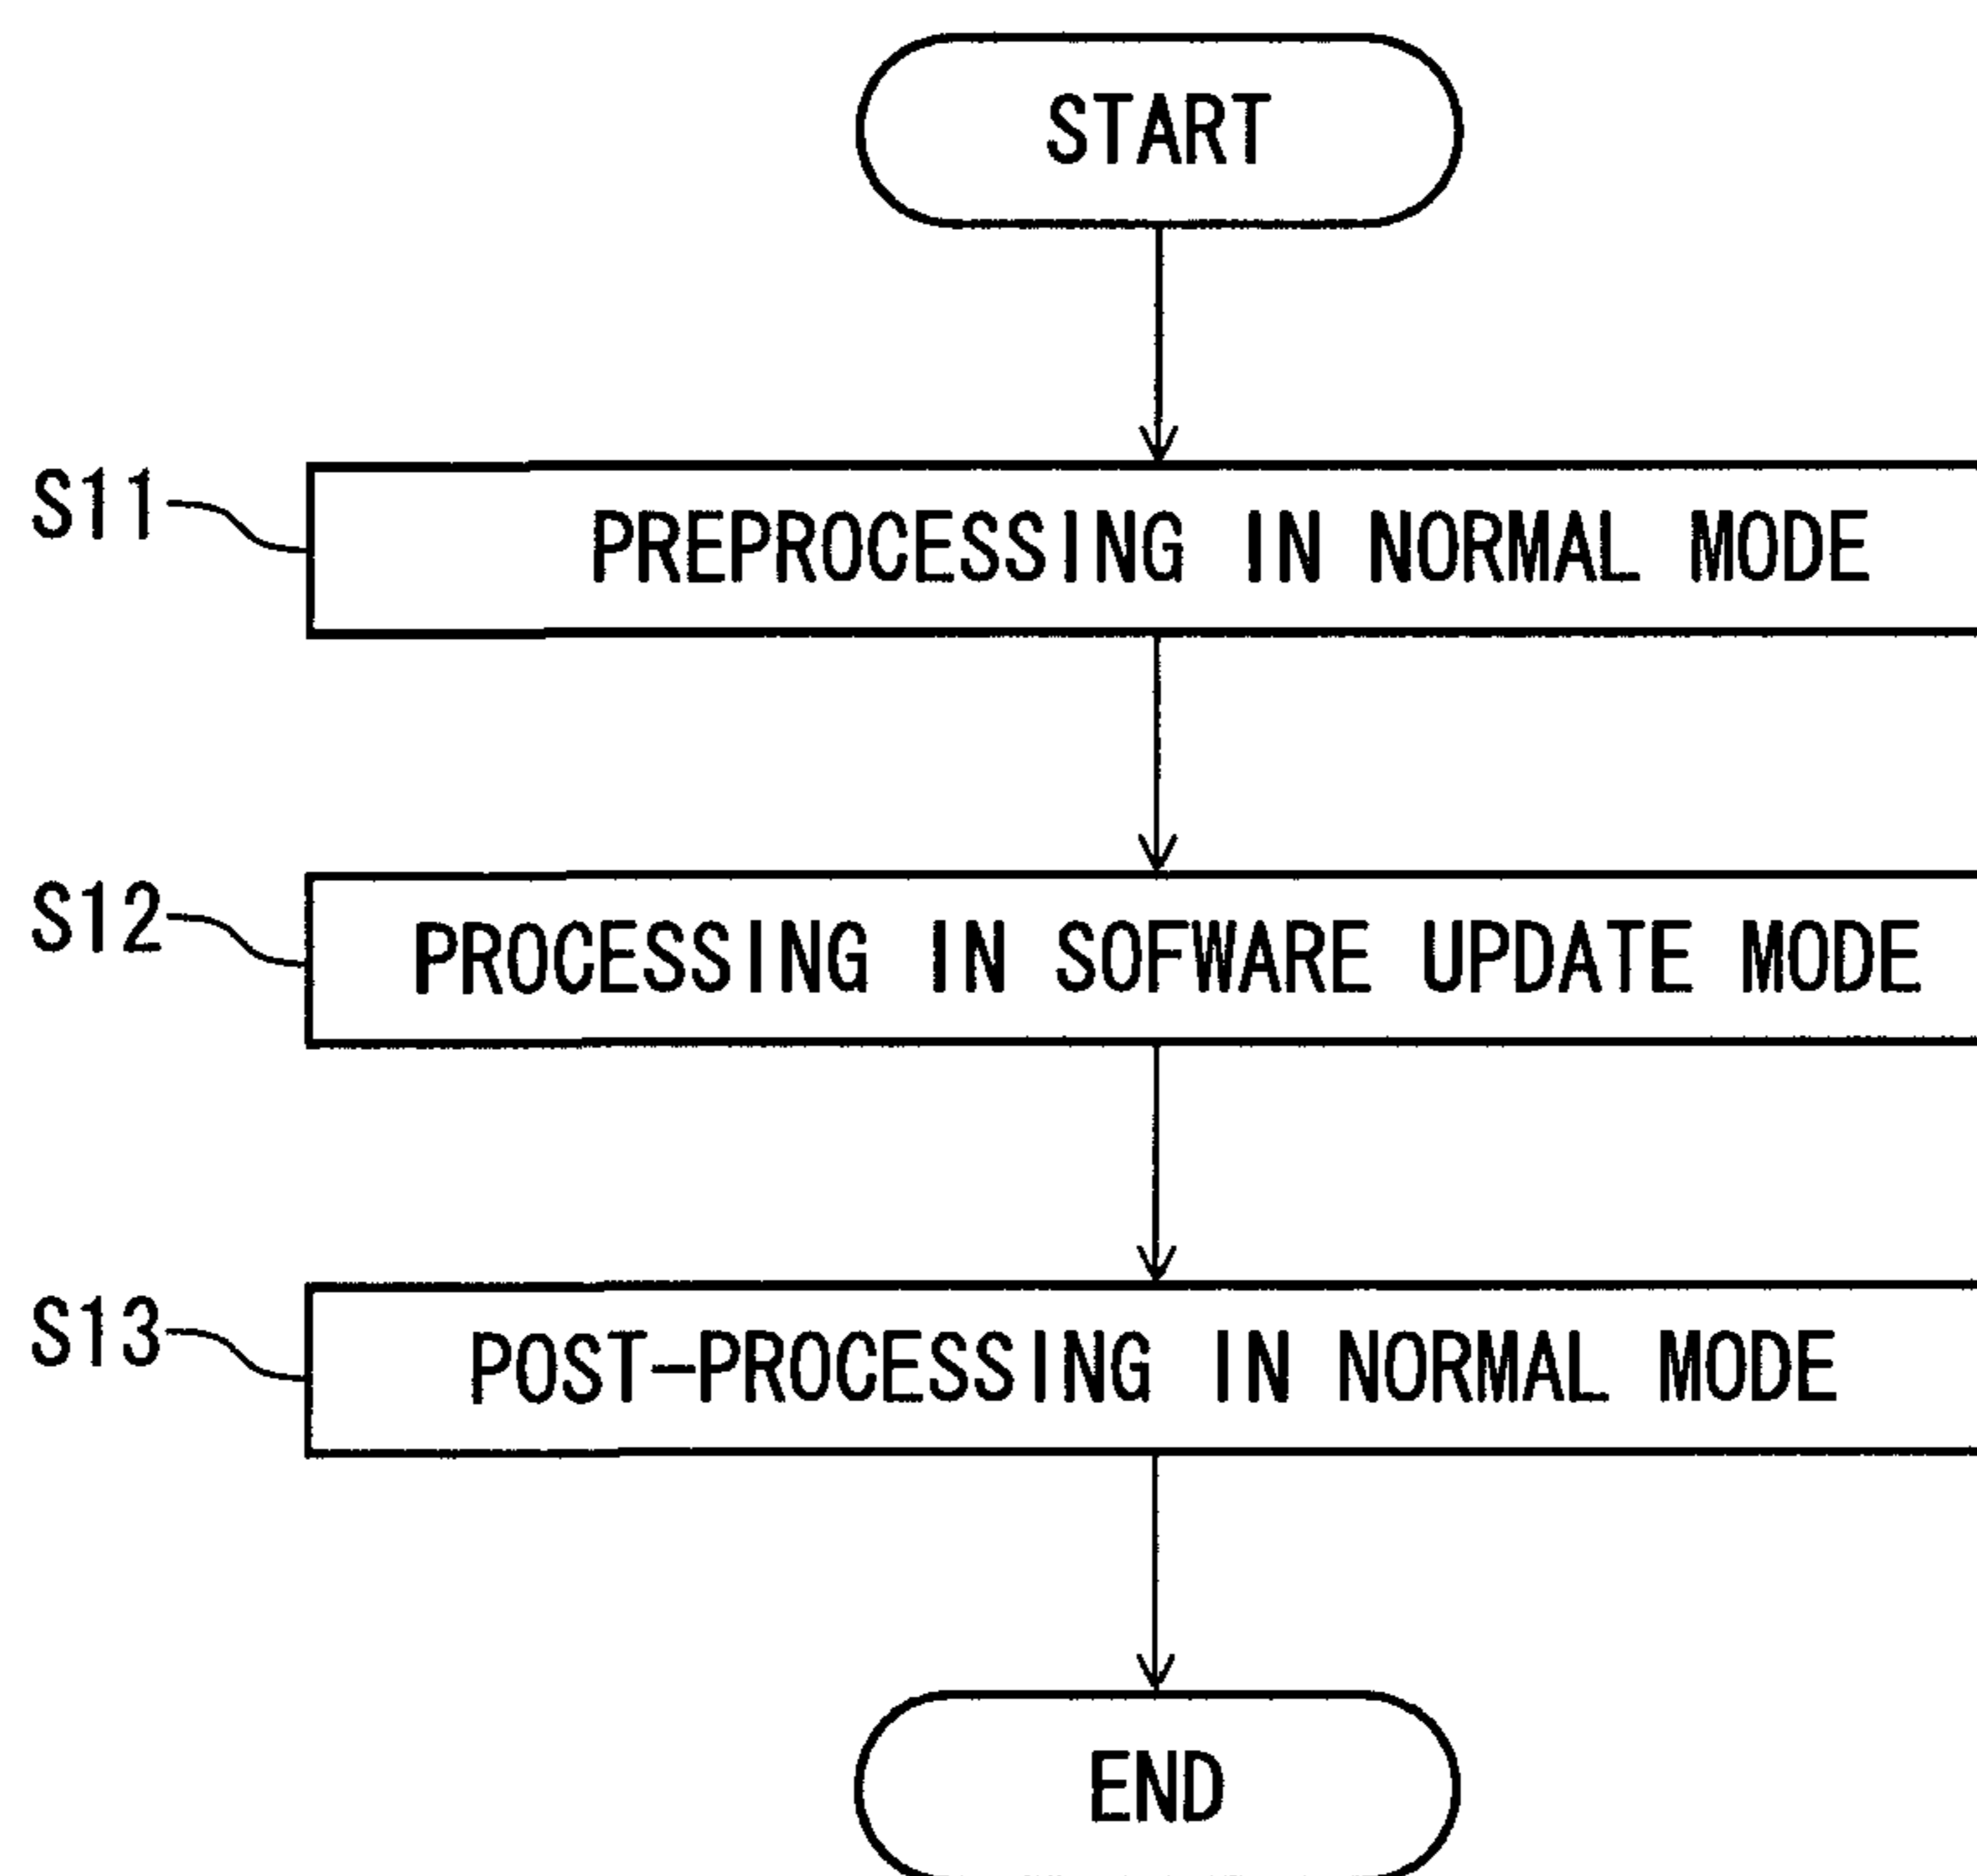 START
S11
PREPROCESSING IN NORMAL MODE
S12
PROCESSING IN SOFWARE UPDATE MODE
S13
POST-PROCESSING IN NORMAL MODE
END